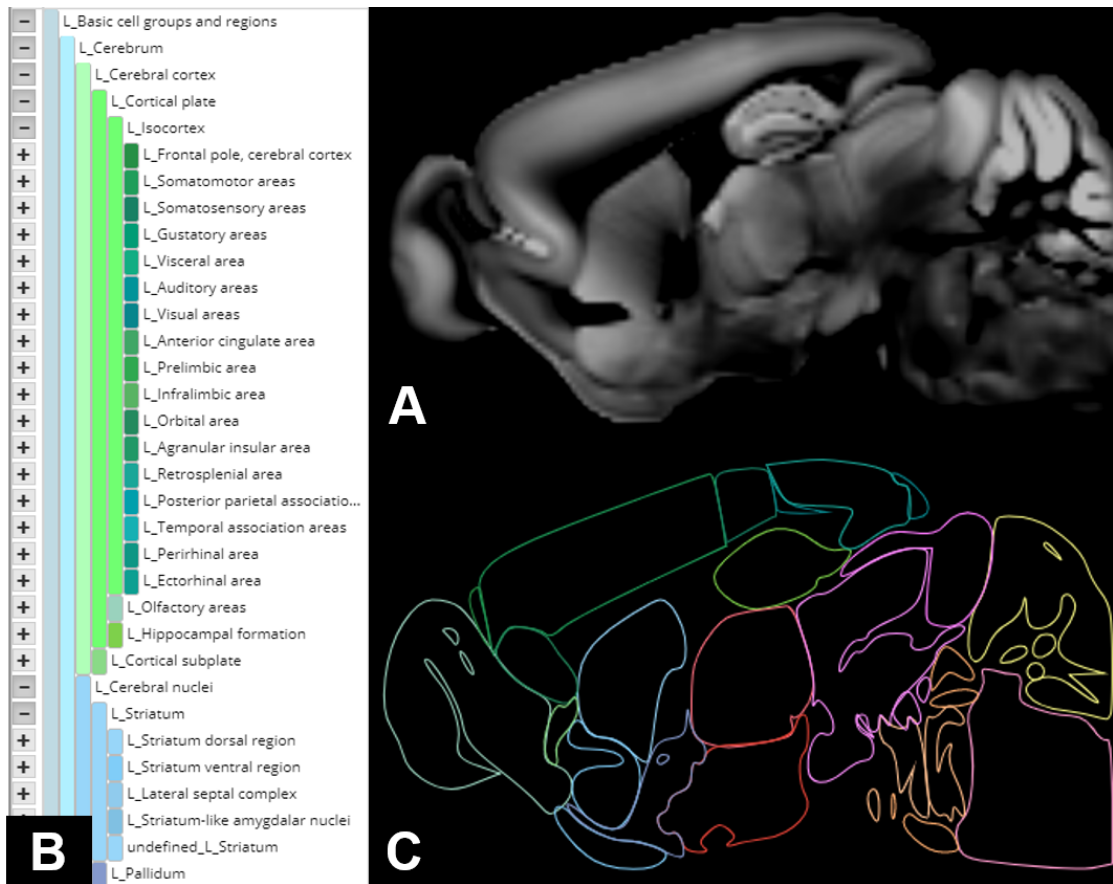 L_Basic cell groups and regions
L_Cerebrum
L_Cerebral cortex
L_Cortical plate
L_Isocortex
L_Frontal pole, cerebral cortex
L_Somatomotor areas
L_Somatosensory areas
L_Gustatory areas
L_Visceral area
L_Auditory areas
L_Visual areas
L_Anterior cingulate area
L_Prelimbic area
L_Infralimbic area
L_Orbital area
L_Agranular insular area
L_Retrosplenial area
L_Posterior parietal associatio...
L_Temporal association areas
L_Perirhinal area
L_Ectorhinal area
L_Olfactory areas
L_Hippocampal formation
L_Cortical subplate
L_Cerebral nuclei
L_Striatum
L_Striatum dorsal region
L_Striatum ventral region
L_Lateral septal complex
L_Striatum-like amygdalar nuclei
undefined_L_Striatum
L_Pallidum
B
A
C